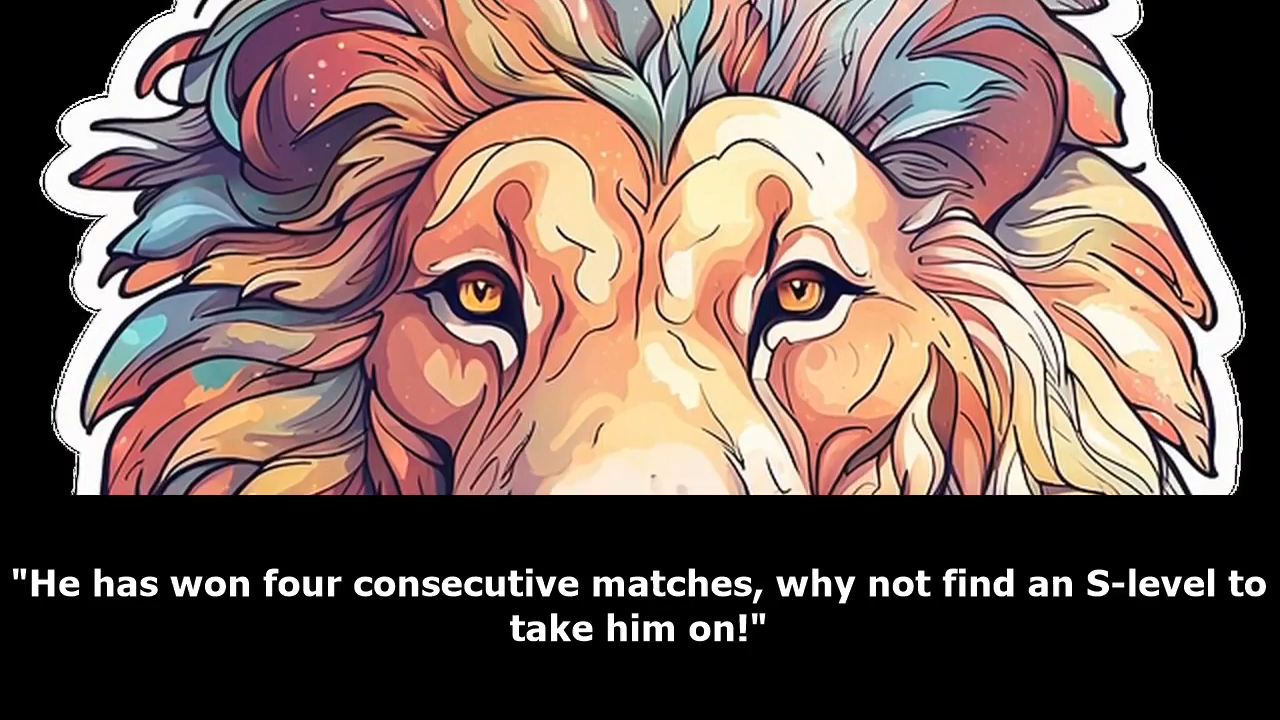 "He has won four consecutive matches, why not find an S-level to
take him on!"